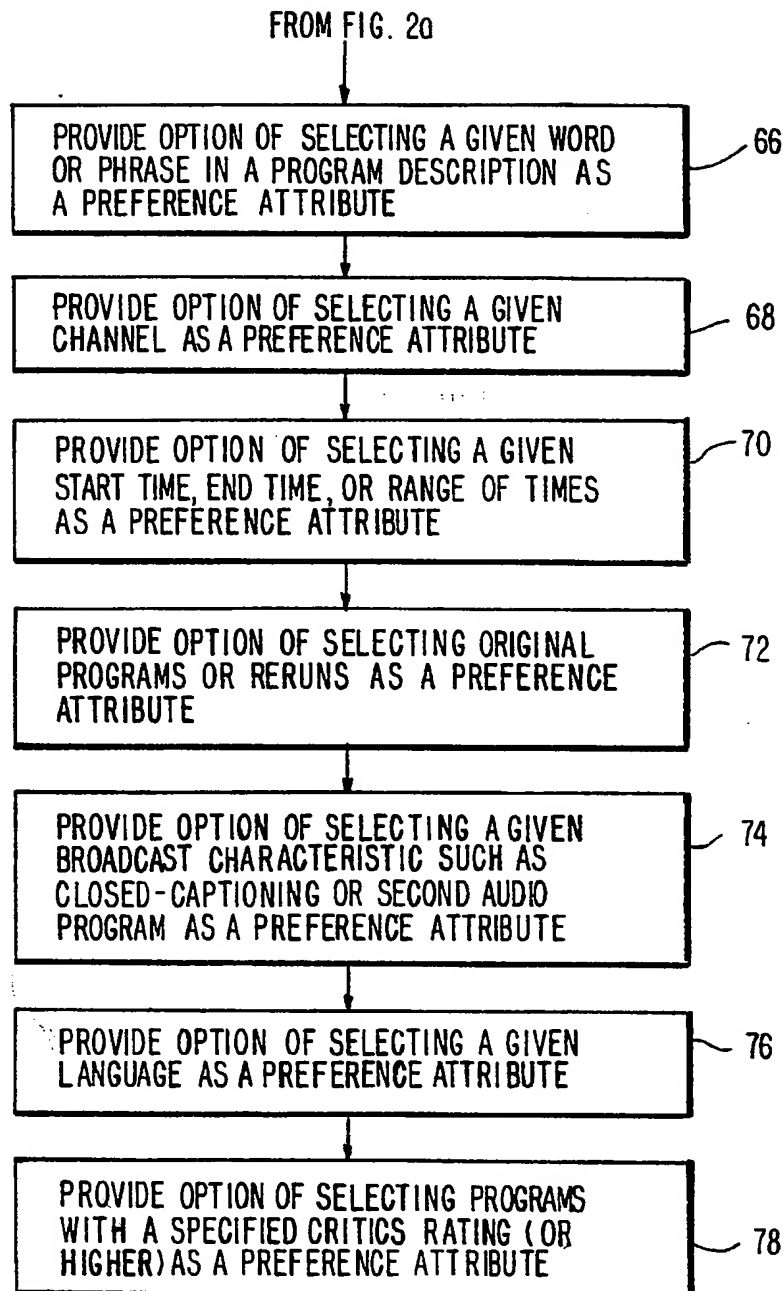 FROM FIG. 2a
PROVIDE OPTION OF SELECTING A GIVEN WORD
OR PHRASE IN A PROGRAM DESCRIPTION AS
A PREFERENCE ATTRIBUTE
66
PROVIDE OPTION OF SELECTING A GIVEN
CHANNEL AS A PREFERENCE ATTRIBUTE
68
PROVIDE OPTION OF SELECTING A GIVEN
START TIME, END TIME, OR RANGE OF TIMES
AS A PREFERENCE ATTRIBUTE
70
PROVIDE OPTION OF SELECTING ORIGINAL
PROGRAMS OR RERUNS AS A PREFERENCE
ATTRIBUTE
72
PROVIDE OPTION OF SELECTING A GIVEN
BROADCAST CHARACTERISTIC SUCH AS
CLOSED-CAPTIONING OR SECOND AUDIO
PROGRAM AS A PREFERENCE ATTRIBUTE
74
PROVIDE OPTION OF SELECTING A GIVEN
LANGUAGE AS A PREFERENCE ATTRIBUTE
76
PROVIDE OPTION OF SELECTING PROGRAMS
WITH A SPECIFIED CRITICS RATING (OR
HIGHER) AS A PREFERENCE ATTRIBUTE
78